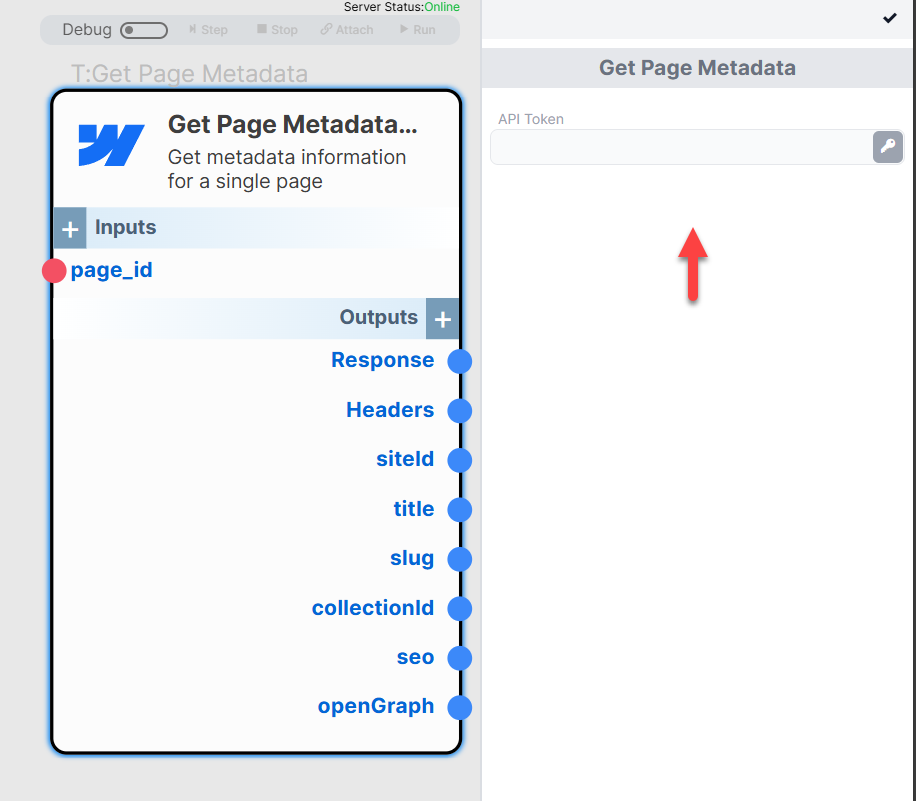 Server Status:Online
Debug Step Stop Attach Run
T:Get Page Metadata
Get Page Metadata...
Get metadata information
for a single page
+ Inputs
page_id
Outputs +
Response
Headers
siteId
title
slug
collectionId
seo
openGraph
Get Page Metadata
API Token